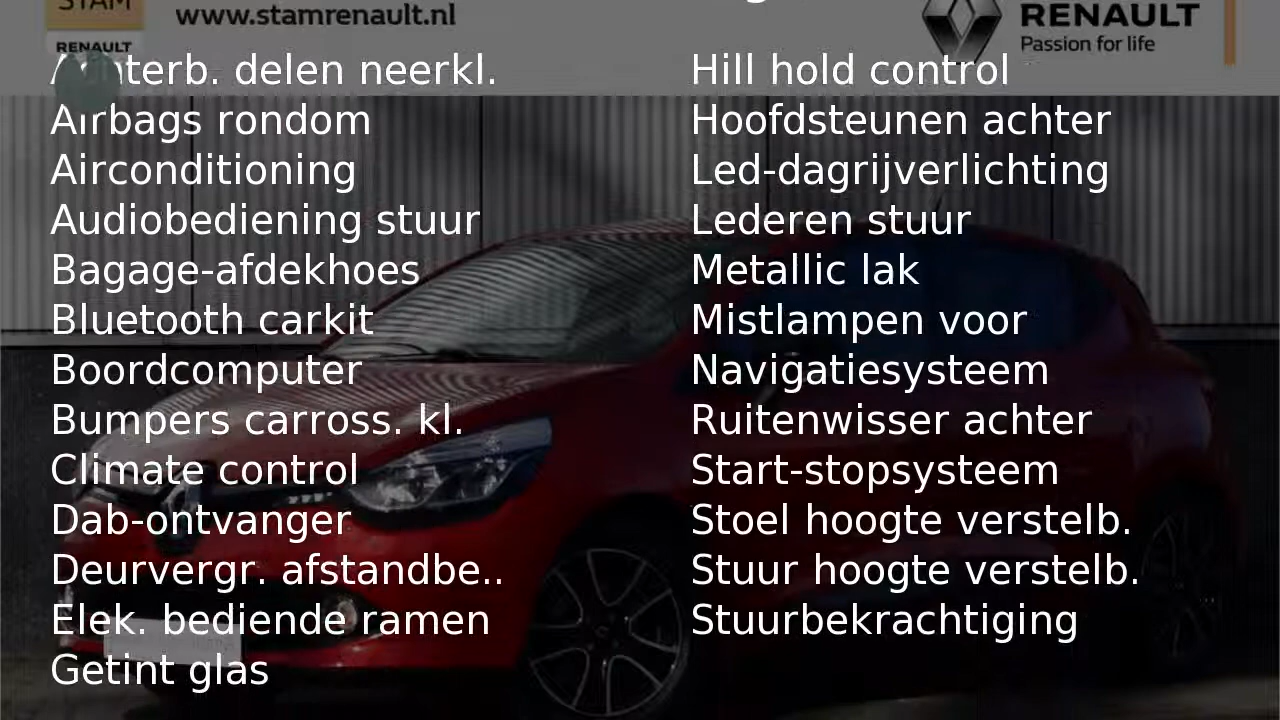 STAM
RENAULT
www.stamrenault.nl
RENAULT
Passion for life
Achterb. delen neerkl.
Airbags rondom
Airconditioning
Audiobediening stuur
Bagage-afdekhoes
Bluetooth carkit
Boordcomputer
Bumpers carross. kl.
Climate control
Dab-ontvanger
Deurvergr. afstandbe..
Elek. bediende ramen
Getint glas
Hill hold control
Hoofdsteunen achter
Led-dagrijverlichting
Lederen stuur
Metallic lak
Mistlampen voor
Navigatiesysteem
Ruitenwisser achter
Start-stopsysteem
Stoel hoogte verstelb.
Stuur hoogte verstelb.
Stuurbekrachtiging